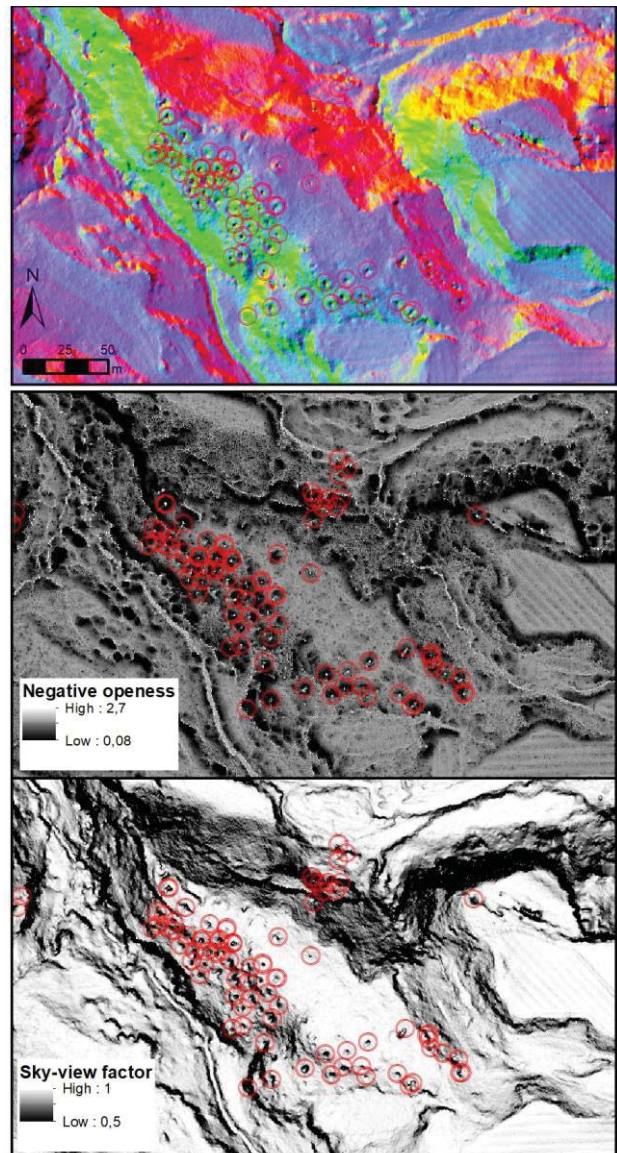 N
0 25 50
m
Negative openess
High : 2,7
Low : 0,08
Sky-view factor
High : 1
Low : 0,5